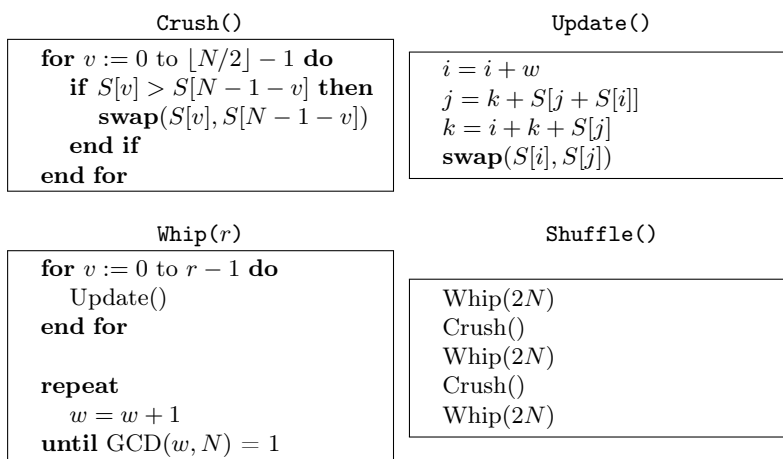 Crush()
for v := 0 to ⌊N/2⌋ − 1 do
if S[v] > S[N − 1 − v] then
swap(S[v], S[N − 1 − v])
end if
end for
Update()
i = i + w
j = k + S[j + S[i]]
k = i + k + S[j]
swap(S[i], S[j])
Whip(r)
for v := 0 to r − 1 do
Update()
end for
repeat
w = w + 1
until GCD(w, N) = 1
Shuffle()
Whip(2N)
Crush()
Whip(2N)
Crush()
Whip(2N)